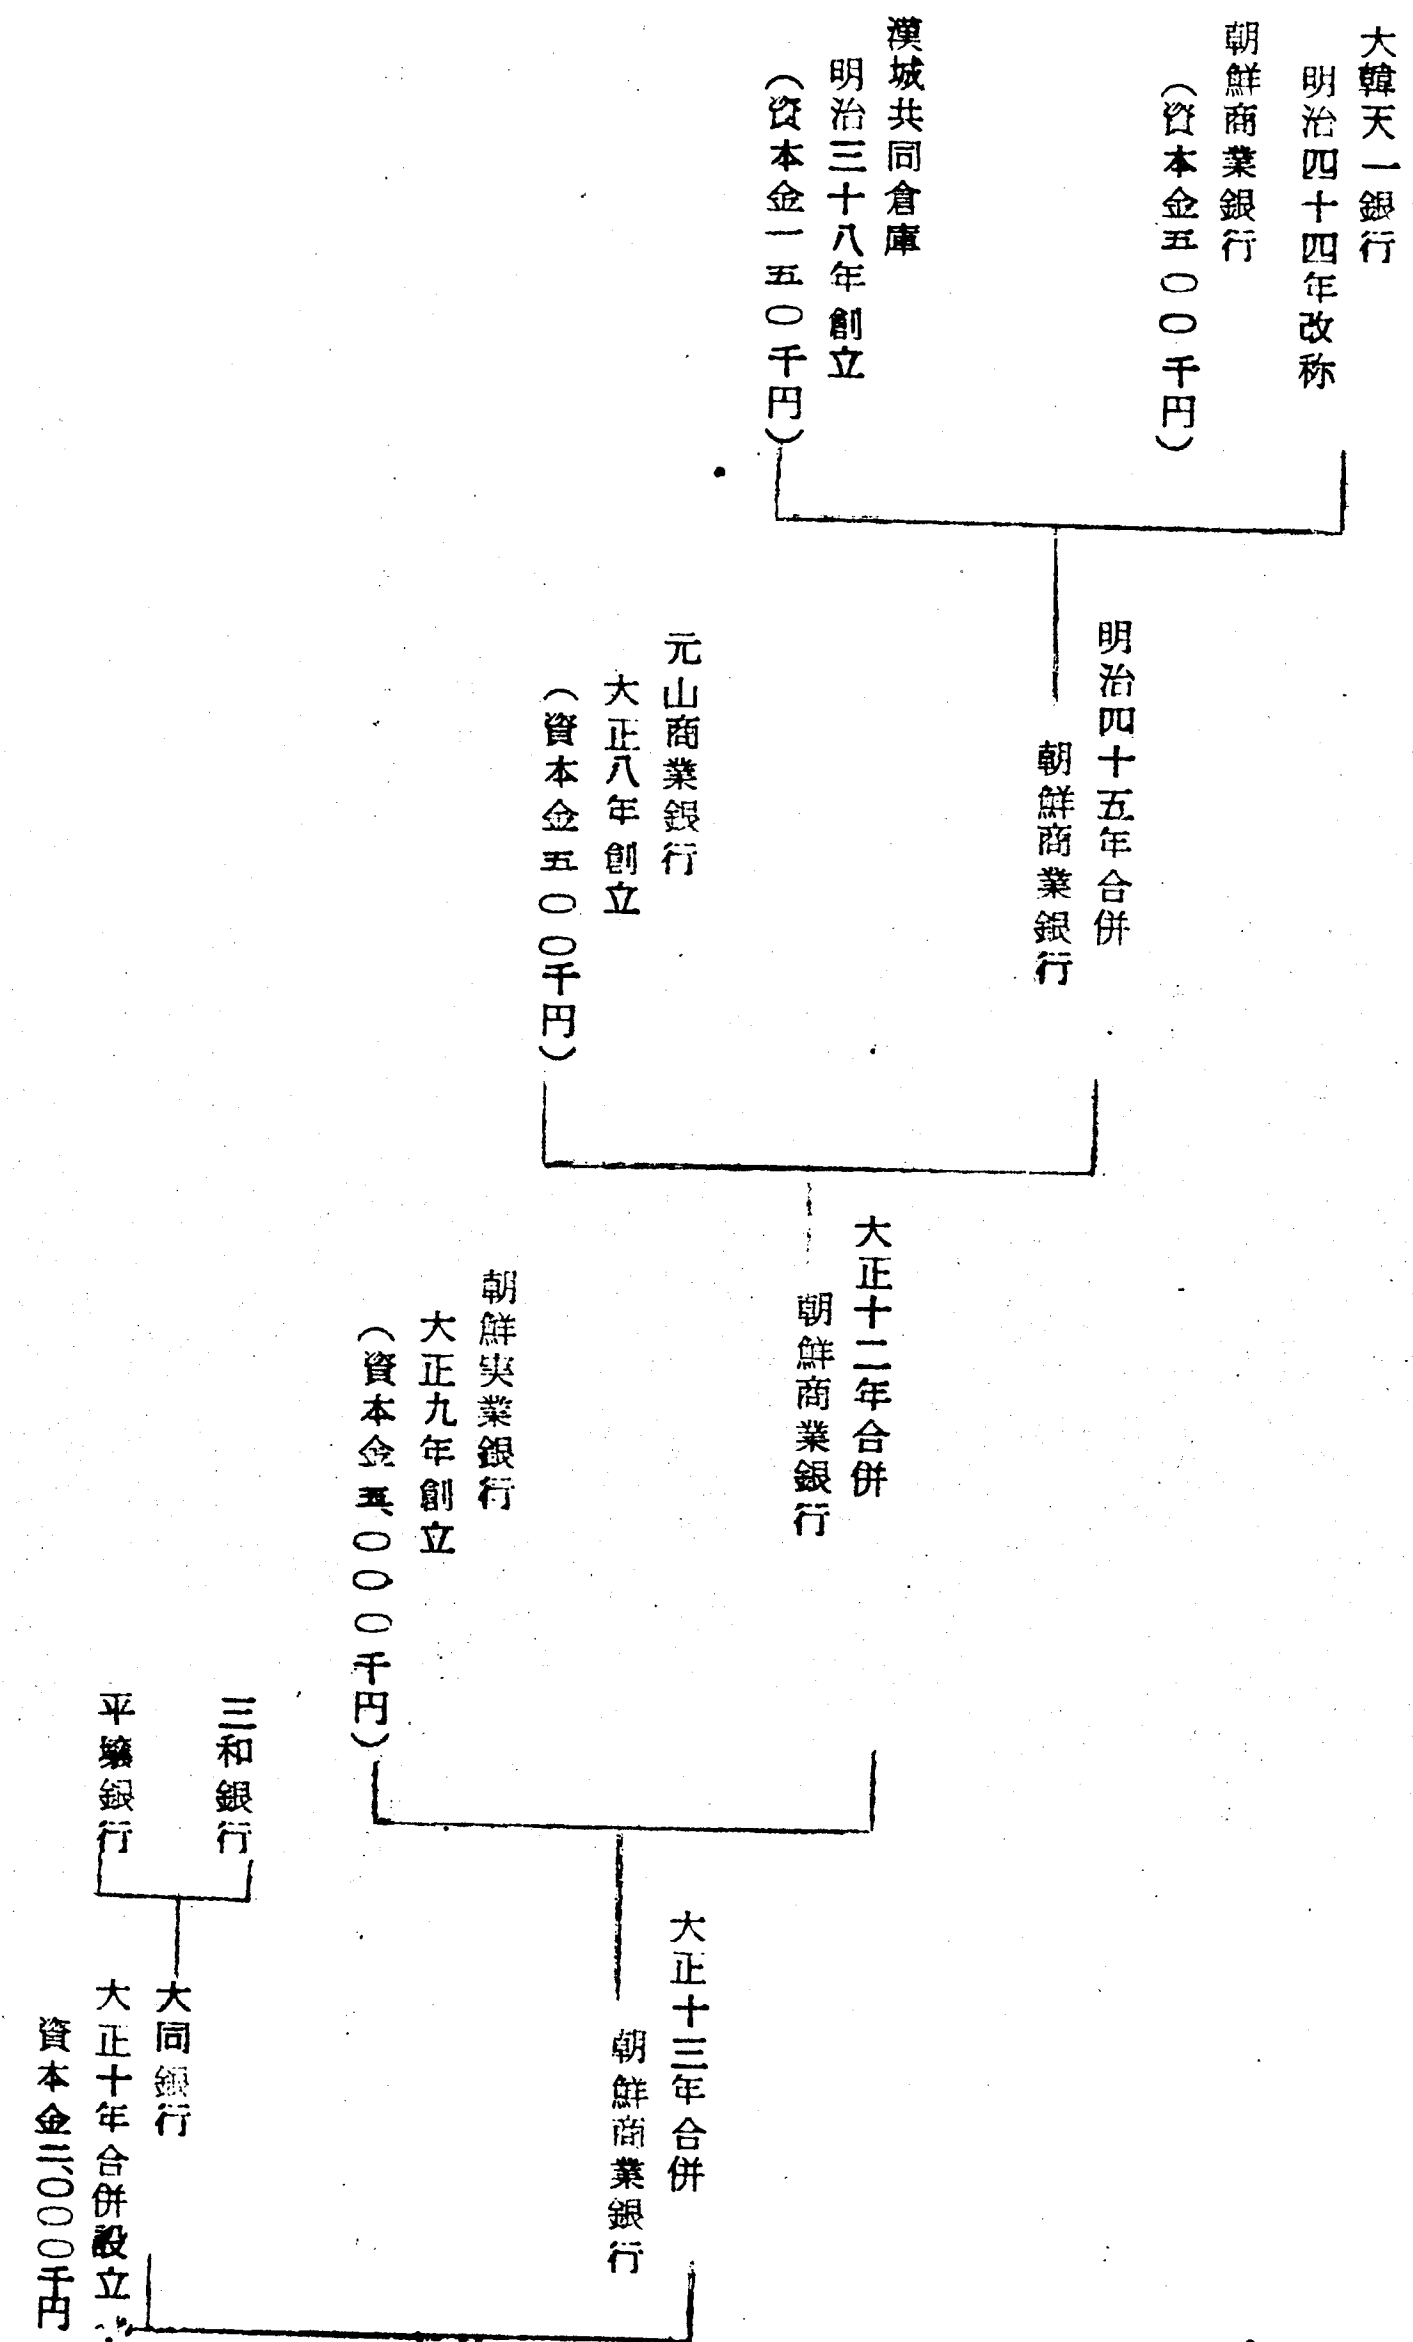 大韓天一銀行
明治四十四年改称
朝鮮商業銀行
（資本金五〇〇千円）
漢城共同倉庫
明治三十八年創立
（資本金一五〇千円）
明治四十五年合併
朝鮮商業銀行
元山商業銀行
大正八年創立
（資本金五〇〇千円）
大正十二年合併
朝鮮商業銀行
朝鮮実業銀行
大正九年創立
（資本金五、〇〇〇千円）
大正十三年合併
朝鮮商業銀行
三和銀行
平壌銀行
大同銀行
大正十年合併設立
資本金二、〇〇〇千円